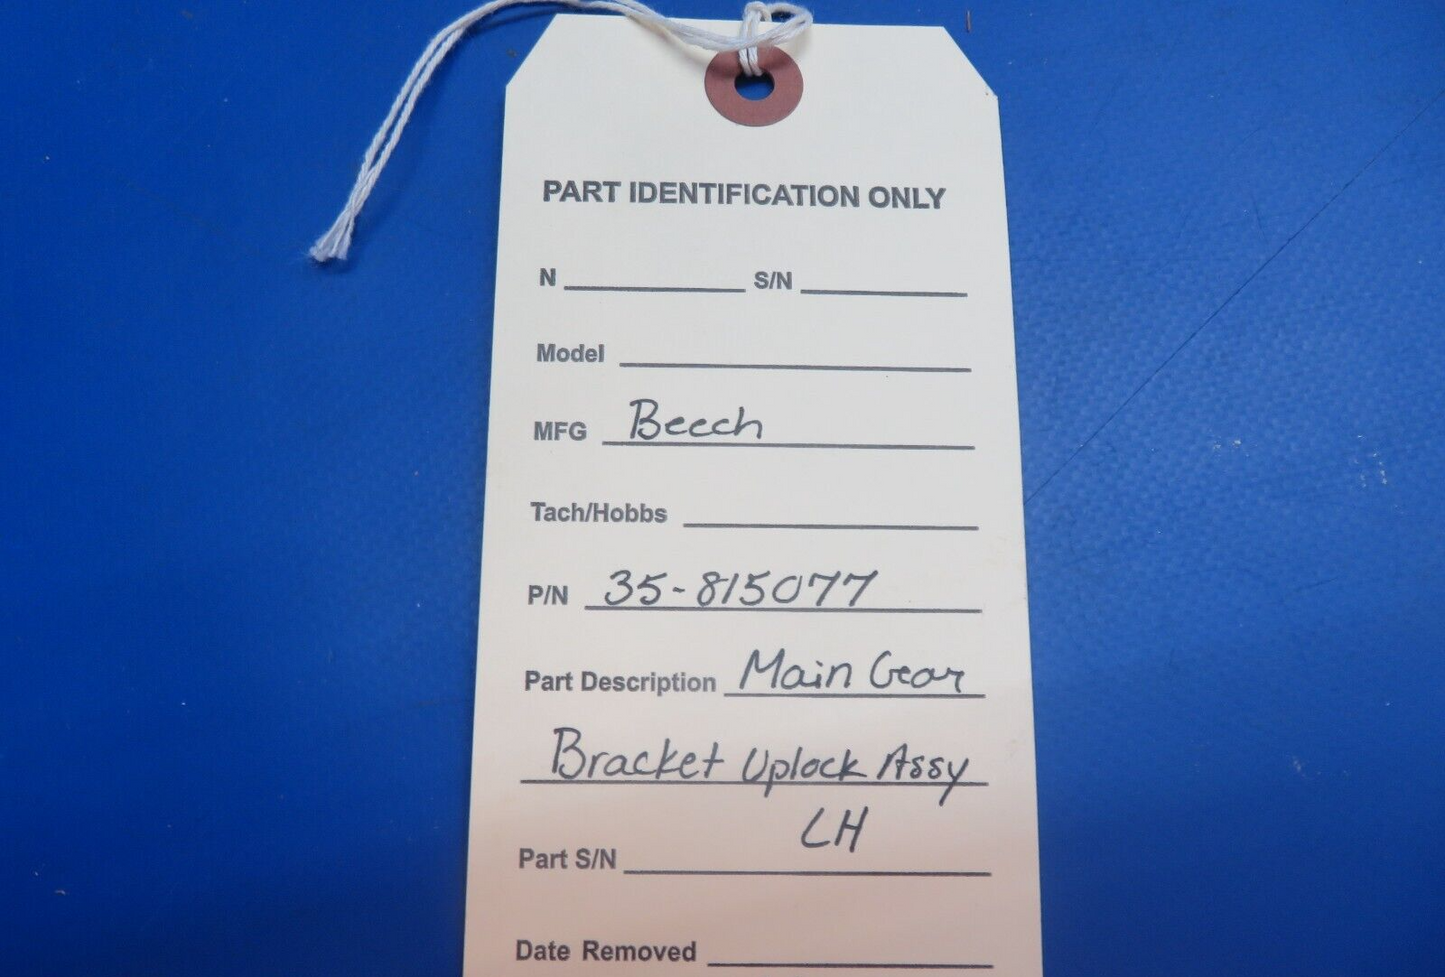 PART IDENTIFICATION ONLY
N S/N
Model
MFG Beech
Tach/Hobbs
P/N 35-815077
Part Description Main Gear
Bracket Uplock Assy
LH
Part S/N
Date Removed